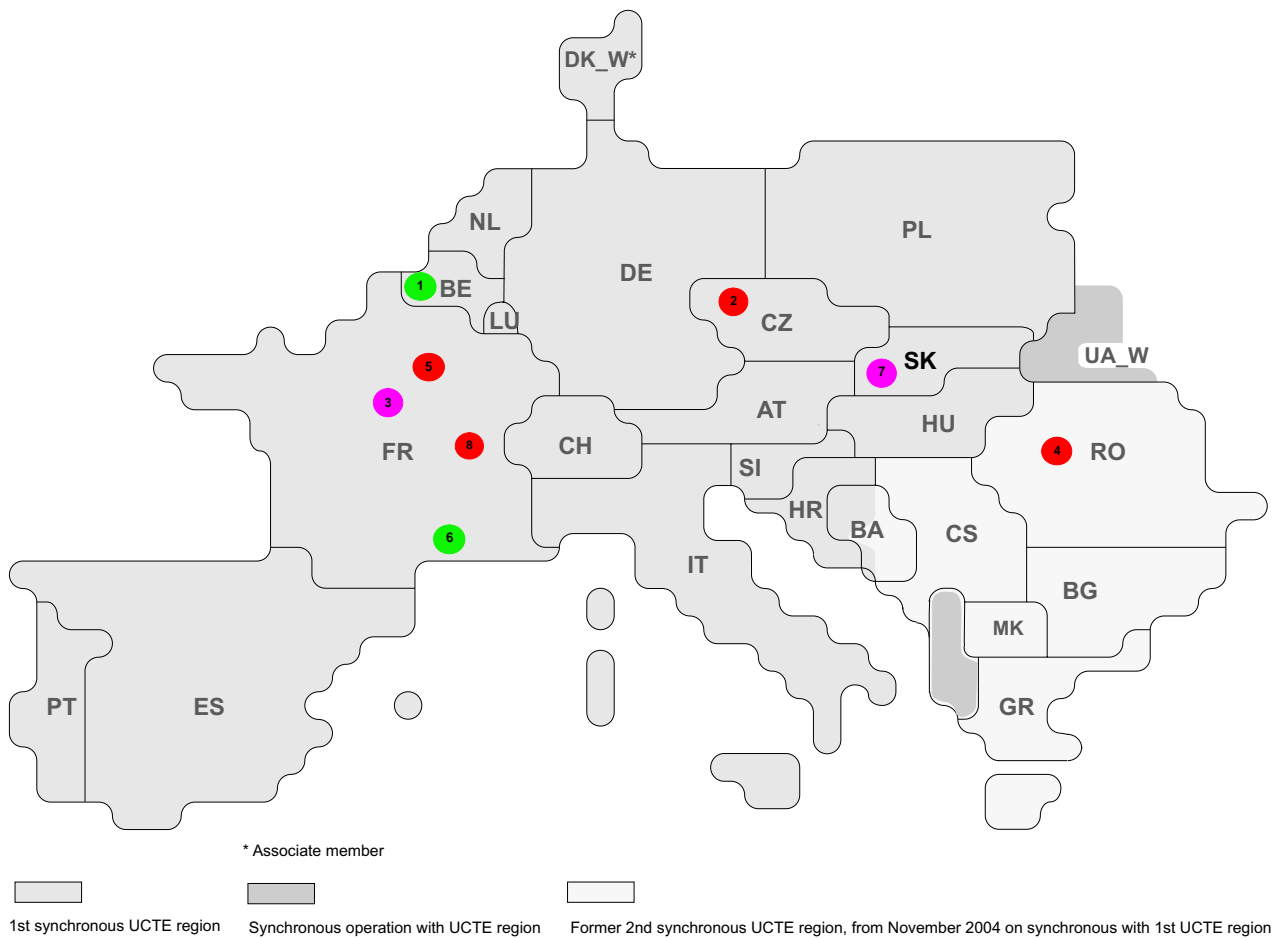 DK_W*
NL
PL
DE
1
BE
2
CZ
LU
UA_W
5
7
SK
3
AT
HU
FR
8
CH
SI
4
RO
HR
BA
CS
6
IT
BG
MK
PT
ES
GR
* Associate member
1st synchronous UCTE region
Synchronous operation with UCTE region
Former 2nd synchronous UCTE region, from November 2004 on synchronous with 1st UCTE region